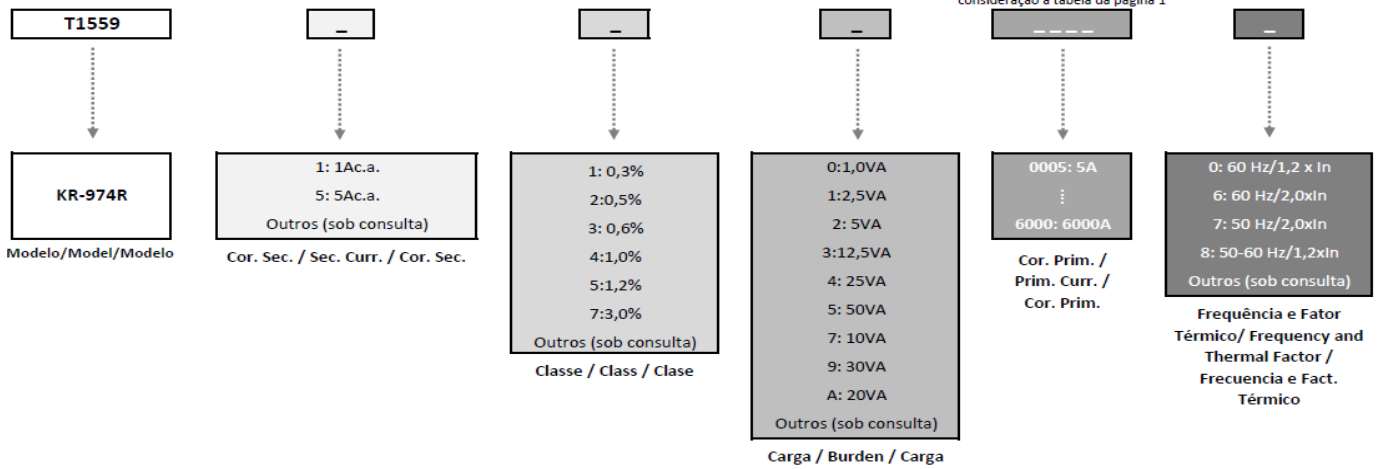 consideração a tabela da página 1
T1559
_
_
_
_ _ _ _
_
KR-974R
Modelo/Model/Modelo
1: 1Ac.a.
5: 5Ac.a.
Outros (sob consulta)
Cor. Sec. / Sec. Curr. / Cor. Sec.
1: 0,3%
2:0,5%
3: 0,6%
4:1,0%
5:1,2%
7:3,0%
Outros (sob consulta)
Classe / Class / Clase
0:1,0VA
1:2,5VA
2: 5VA
3:12,5VA
4: 25VA
5: 50VA
7: 10VA
9: 30VA
A: 20VA
Outros (sob consulta)
Carga / Burden / Carga
0005: 5A
⋮
6000: 6000A
Cor. Prim. /
Prim. Curr. /
Cor. Prim.
0: 60 Hz/1,2 x In
6: 60 Hz/2,0xIn
7: 50 Hz/2,0xIn
8: 50-60 Hz/1,2xIn
Outros (sob consulta)
Frequência e Fator
Térmico/ Frequency and
Thermal Factor /
Frecuencia e Fact.
Térmico